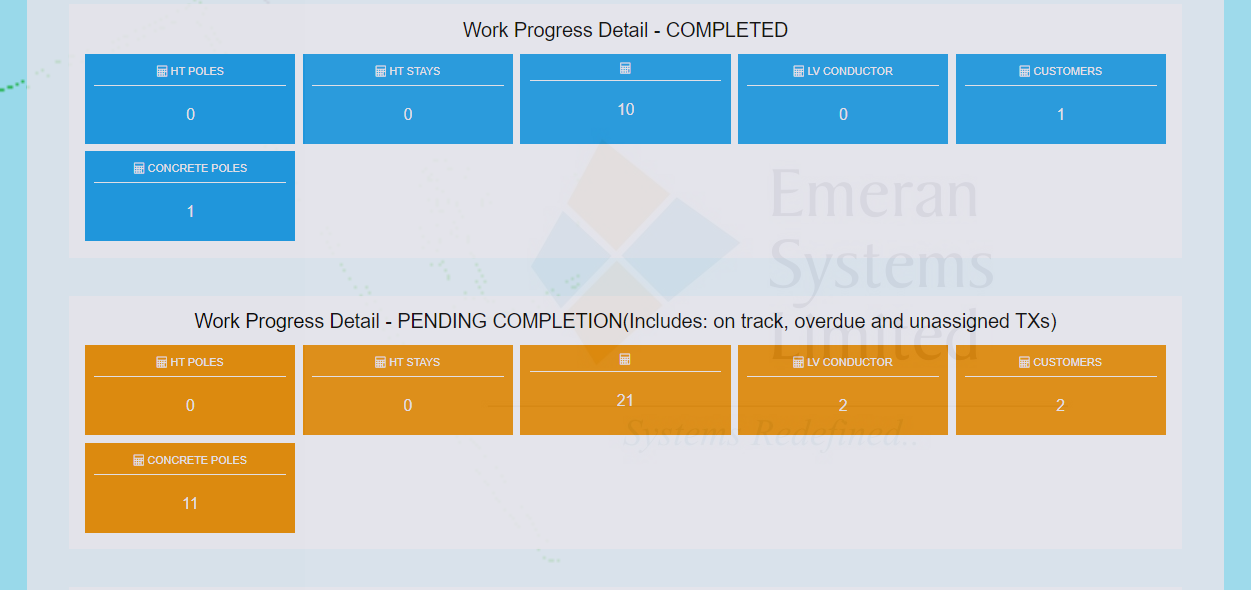 Work Progress Detail - COMPLETED
HT POLES
0
HT STAYS
0
10
LV CONDUCTOR
0
CUSTOMERS
1
CONCRETE POLES
1
Emeran
Systems
Limited
Systems Redefined..
Work Progress Detail - PENDING COMPLETION(Includes: on track, overdue and unassigned TXs)
HT POLES
0
HT STAYS
0
21
LV CONDUCTOR
2
CUSTOMERS
2
CONCRETE POLES
11